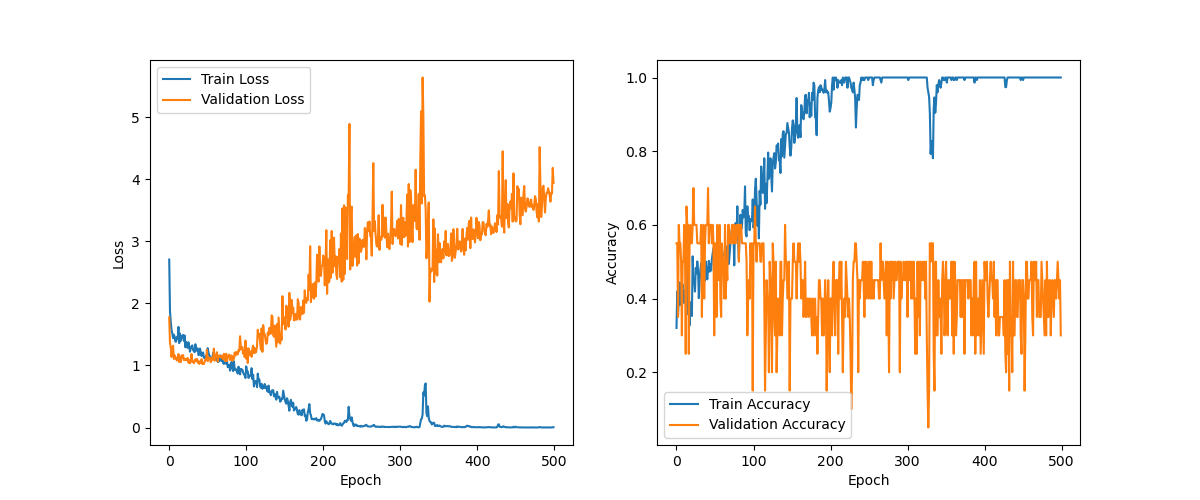 Train Loss
Validation Loss
5
4
3
2
1
0
Loss
0 100 200 300 400 500
Epoch
1.0
0.8
0.6
0.4
0.2
Accuracy
Train Accuracy
Validation Accuracy
0 100 200 300 400 500
Epoch